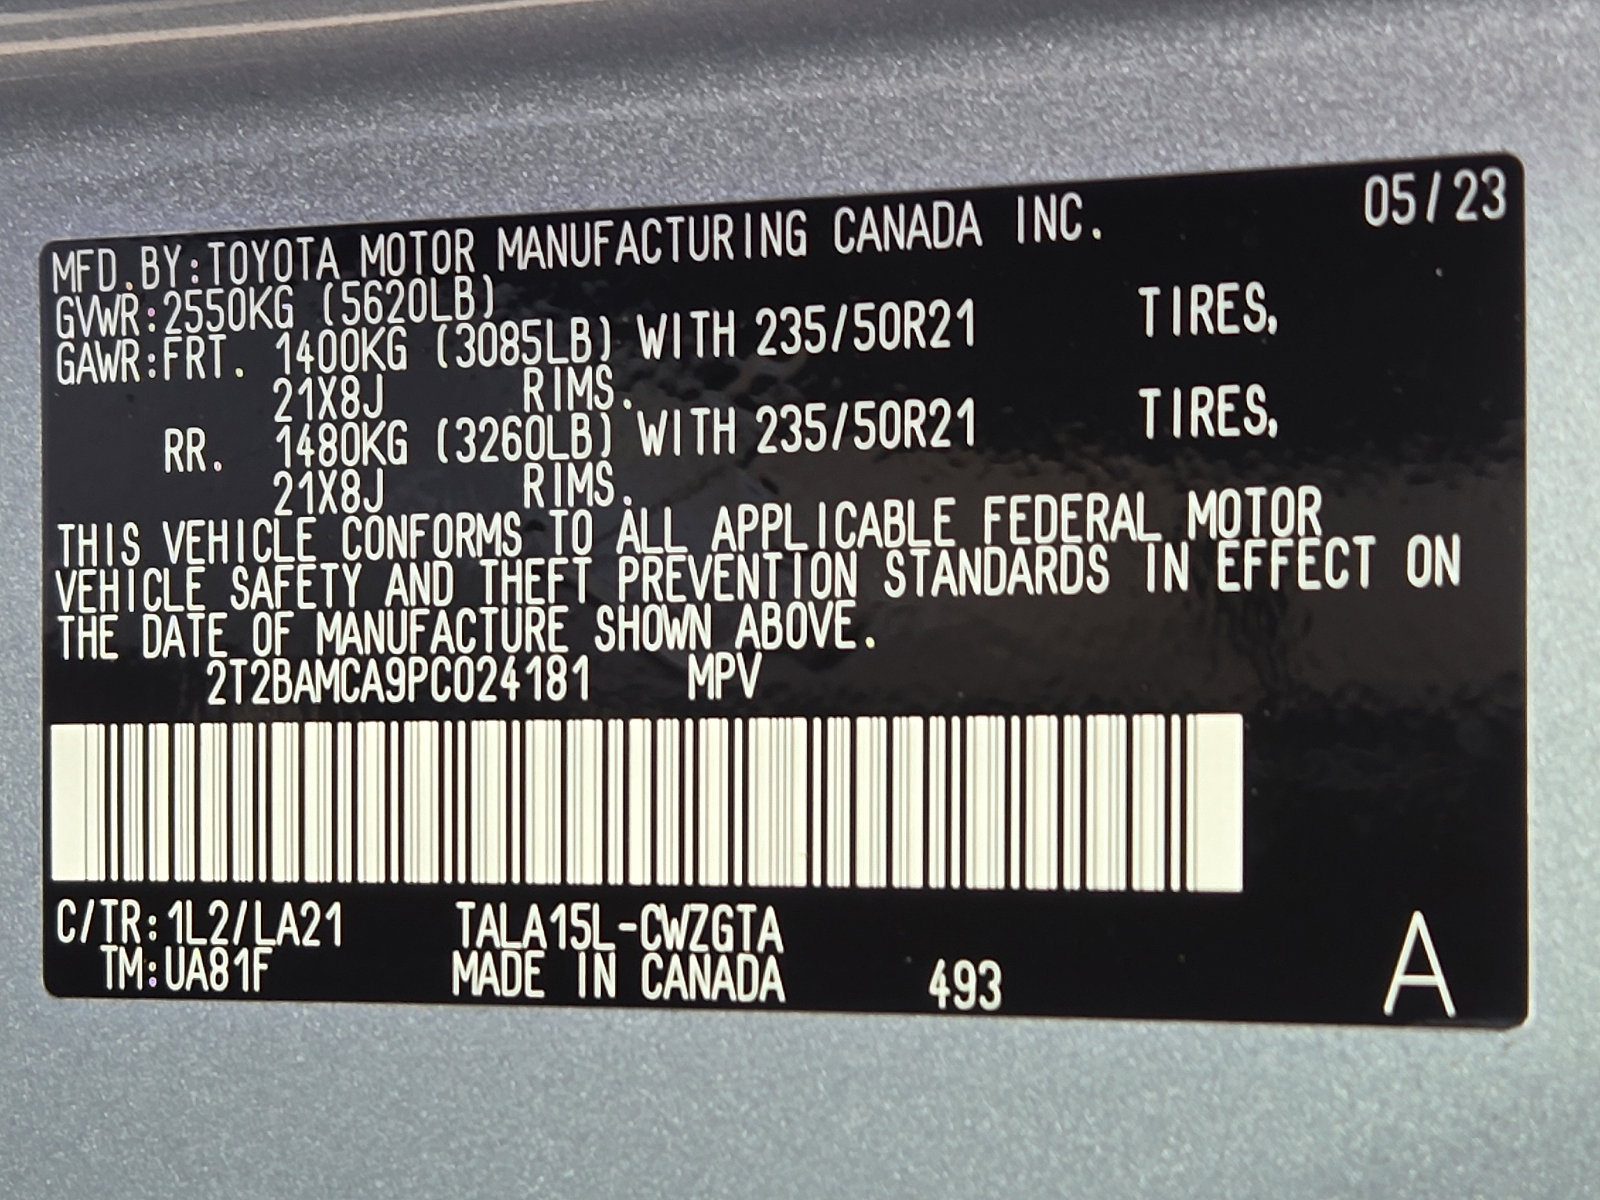 05/23
MFD.BY:TOYOTA MOTOR MANUFACTURING CANADA INC.
GVWR:2550KG (5620LB)
GAWR:FRT. 1400KG (3085LB) WITH 235/50R21 TIRES,
21X8J RIMS.
RR. 1480KG (3260LB) WITH 235/50R21 TIRES,
21X8J RIMS.
THIS VEHICLE CONFORMS TO ALL APPLICABLE FEDERAL MOTOR
VEHICLE SAFETY AND THEFT PREVENTION STANDARDS IN EFFECT ON
THE DATE OF MANUFACTURE SHOWN ABOVE.
2T2BAMCA9PC024181 MPV
C/TR:1L2/LA21 TALA15L-CWZGTA
TM:UA81F MADE IN CANADA 493 A